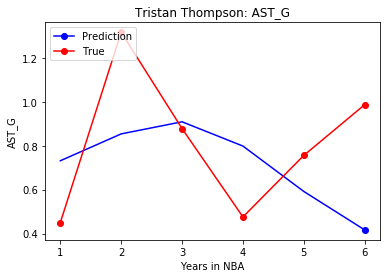 Tristan Thompson: AST_G
Prediction
True
AST_G
1.2
1.0
0.8
0.6
0.4
1 2 3 4 5 6
Years in NBA